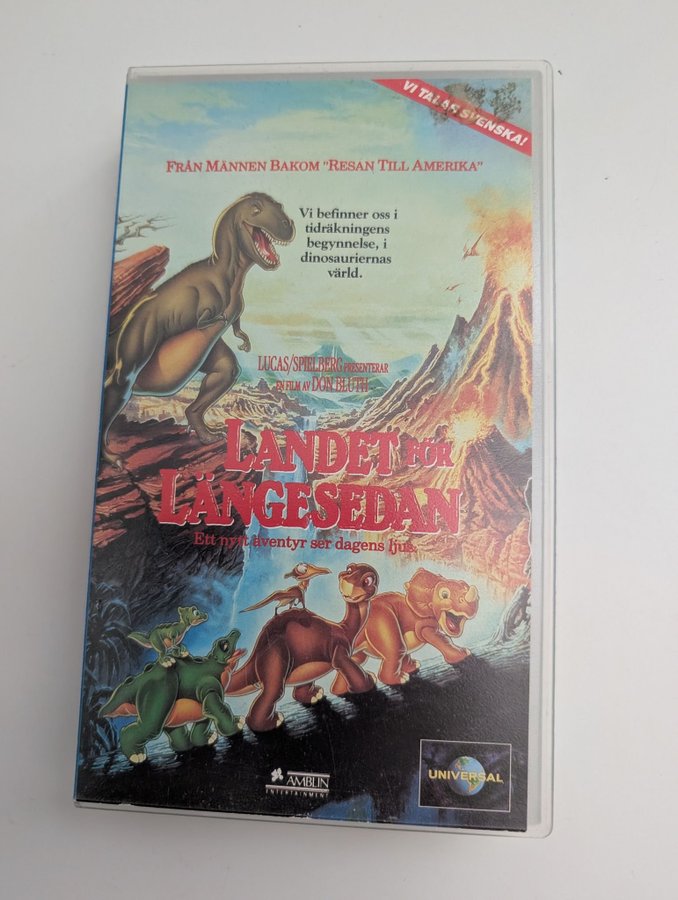 VI TALAR SVENSKA!
FRÅN MÄNNEN BAKOM "RESAN TILL AMERIKA"
Vi befinner oss i
tidräkningens
begynnelse, i
dinosauriernas
värld.
LUCAS/SPIELBERG PRESENTERAR
EN FILM AV DON BLUTH
LANDET FÖR
LÄNGESEDAN
Ett nytt äventyr ser dagens ljus.
AMBLIN
ENTERTAINMENT
UNIVERSAL